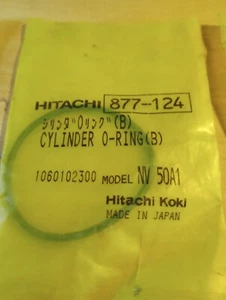 HITACHI 877-124
シリンダ"Oリング"(B)
CYLINDER O-RING(B)
1060102300 MODEL NV 50A1
Hitachi Koki
MADE IN JAPAN